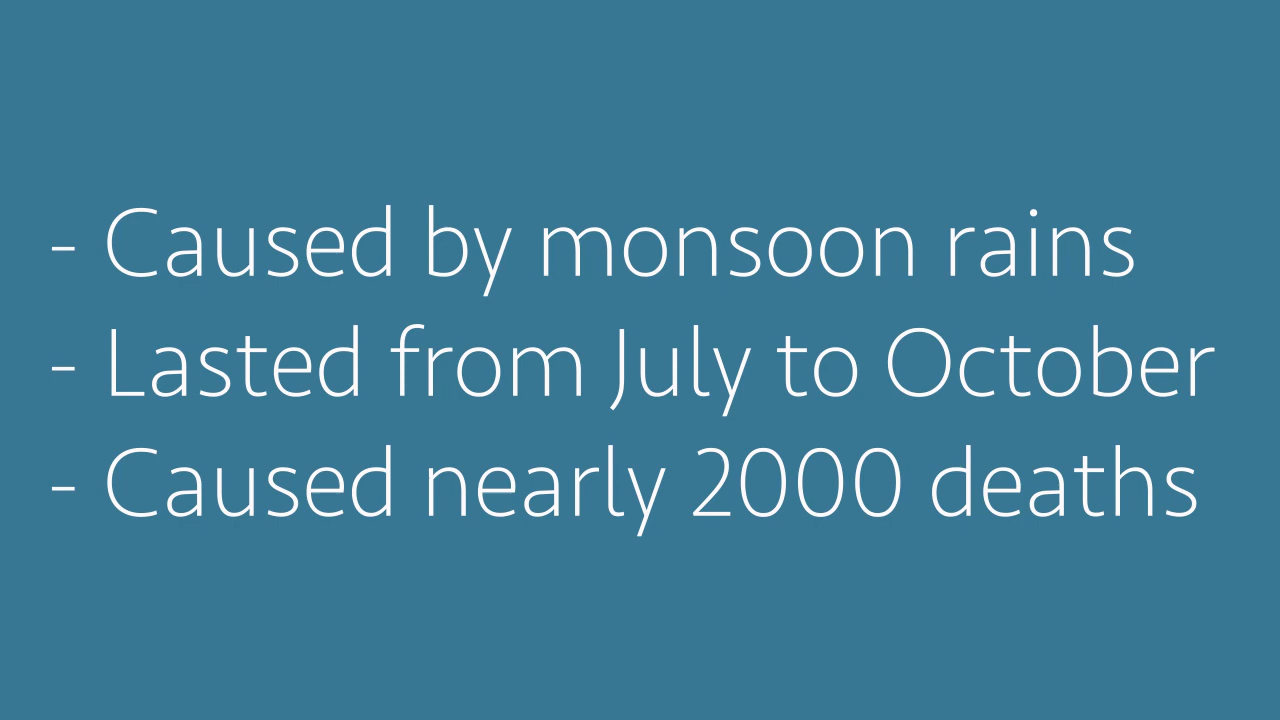 - Caused by monsoon rains
- Lasted from July to October
- Caused nearly 2000 deaths